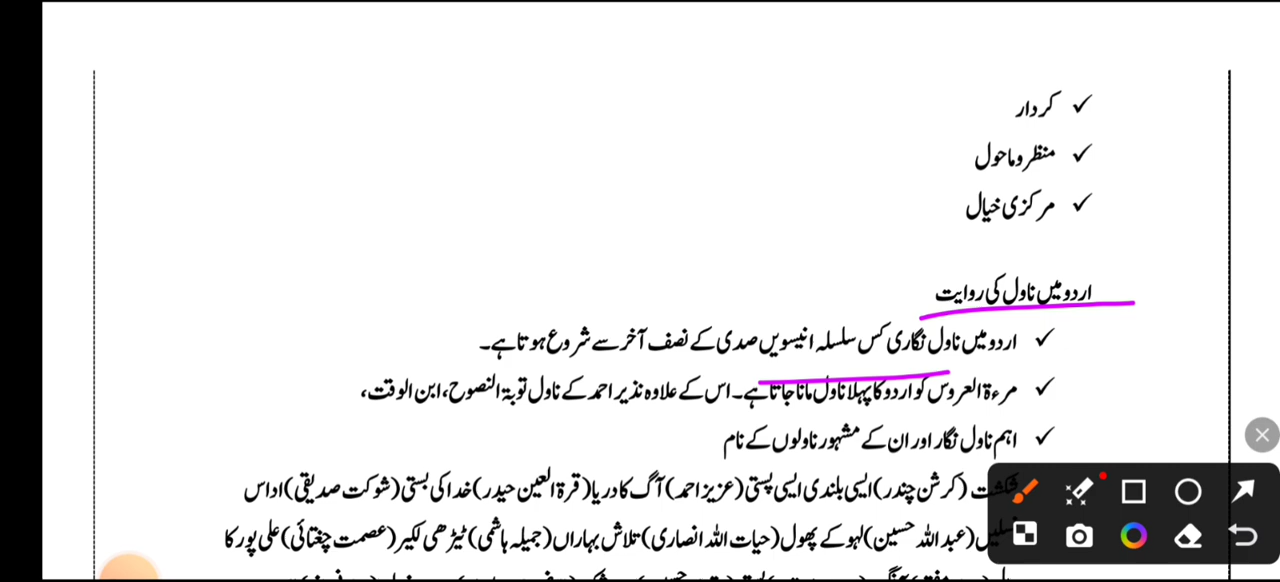 ✓ کردار
✓ منظر و ماحول
✓ مرکزی خیال
اردو میں ناول کی روایت
✓ اردو میں ناول نگاری کس سلسلہ انیسویں صدی کے نصف آخر سے شروع ہوتا ہے۔
✓ مرءۃ العروس کو اردو کا پہلا ناول مانا جاتا ہے۔ اس کے علاوہ نذیر احمد کے ناول توبۃ النصوح، ابن الوقت،
✓ اہم ناول نگار اور ان کے مشہور ناولوں کے نام
شکست (کرشن چندر) ایسی بلندی ایسی پستی (عزیز احمد) آگ کا دریا (قرۃ العین حیدر) خدا کی بستی (شوکت صدیقی) اداس
نسلیں (عبداللہ حسین) لہو کے پھول (حیات اللہ انصاری) تلاش بہاراں (جمیلہ ہاشمی) ٹیڑھی لکیر (عصمت چغتائی) علی پور کا